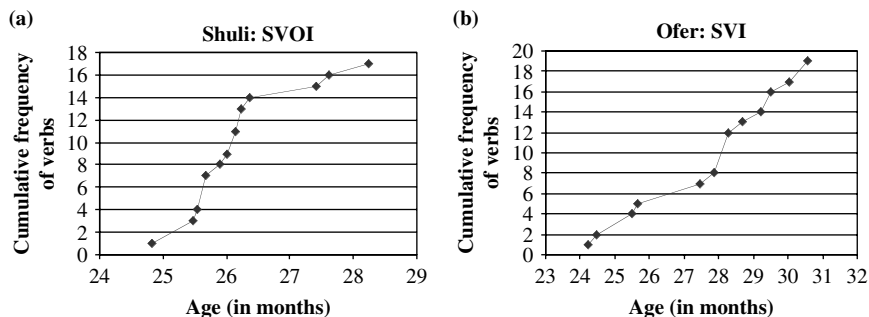 (a)
Shuli: SVOI
Cumulative frequency
of verbs
18
16
14
12
10
8
6
4
2
0
24 25 26 27 28 29
Age (in months)
(b)
Ofer: SVI
Cumulative frequency
of verbs
20
18
16
14
12
10
8
6
4
2
0
23 24 25 26 27 28 29 30 31 32
Age (in months)